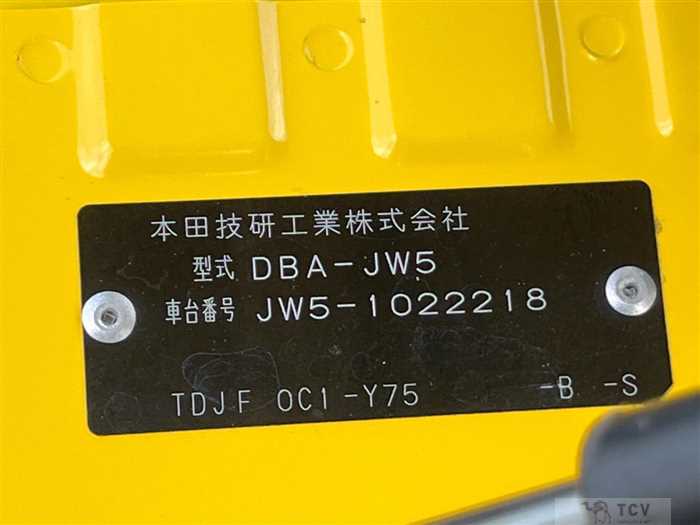 本田技研工業株式会社
型式 DBA-JW5
車台番号 JW5-1022218
TDJF 0C1-Y75 -B -S
TCV